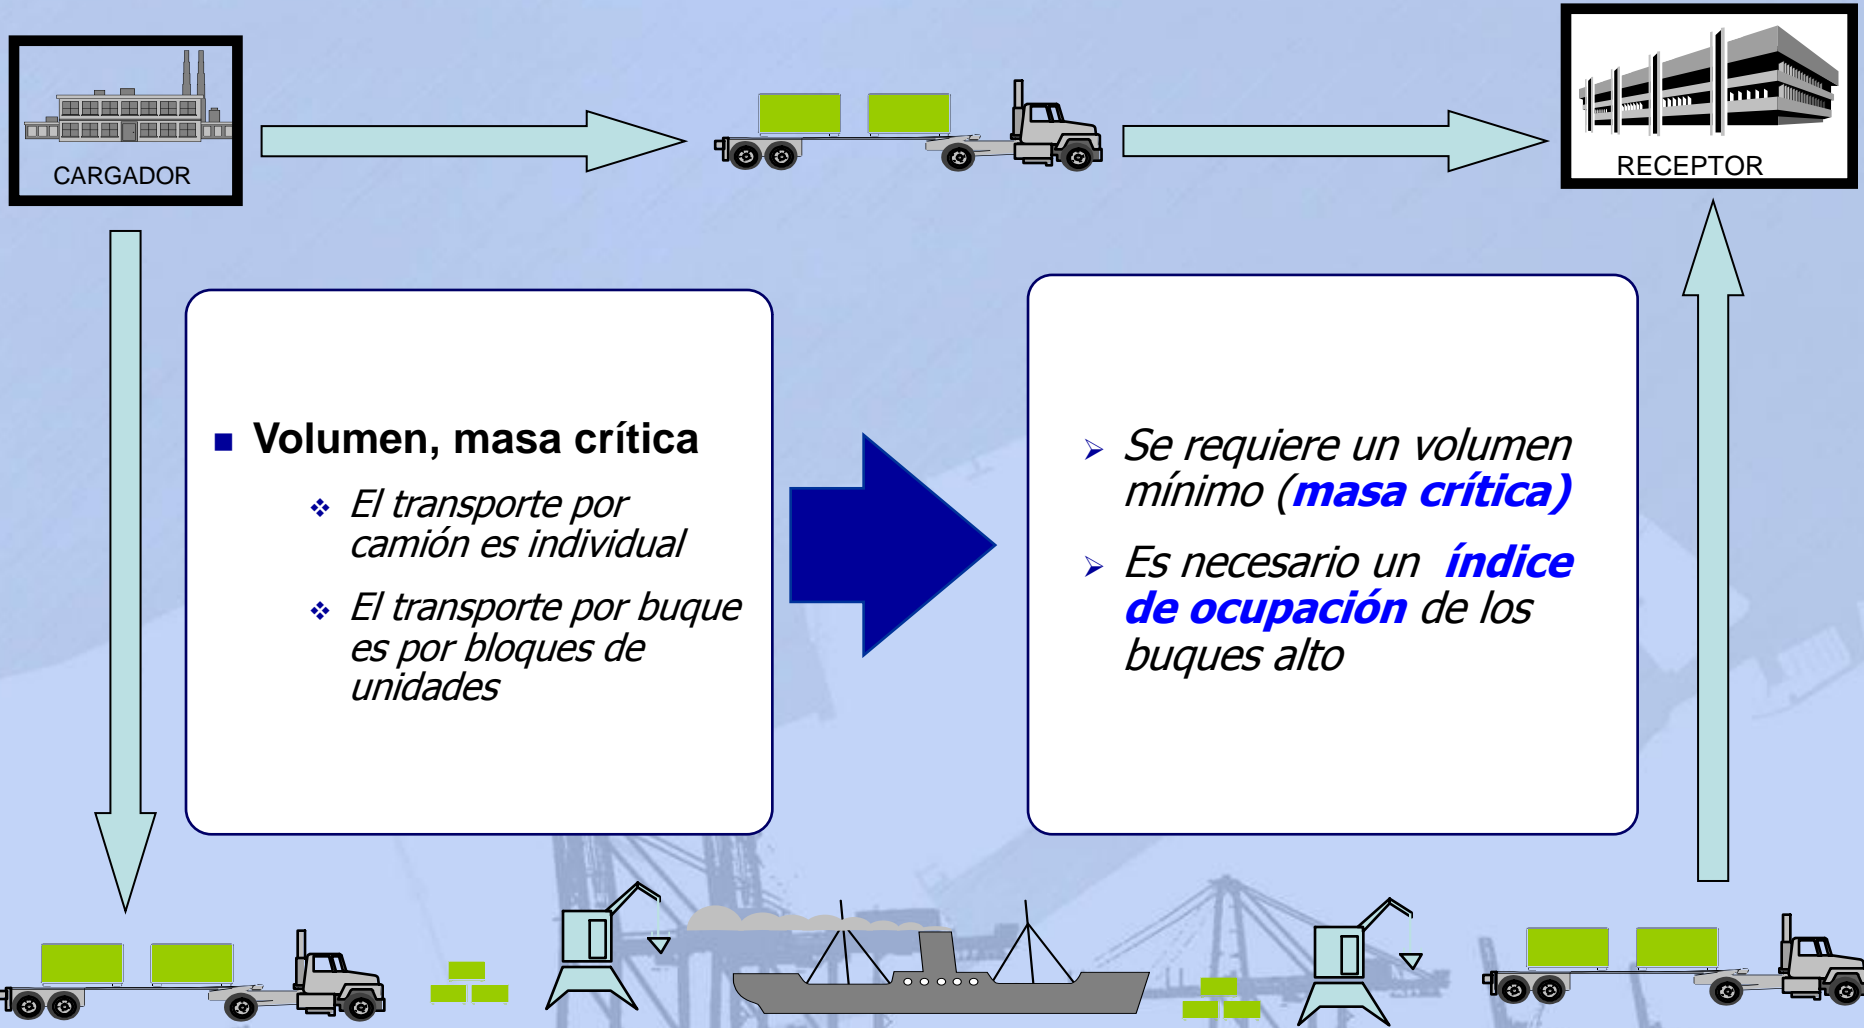 CARGADOR
RECEPTOR
Volumen, masa crítica
El transporte por
camión es individual
El transporte por buque
es por bloques de
unidades
Se requiere un volumen
mínimo (masa crítica)
Es necesario un índice
de ocupación de los
buques alto